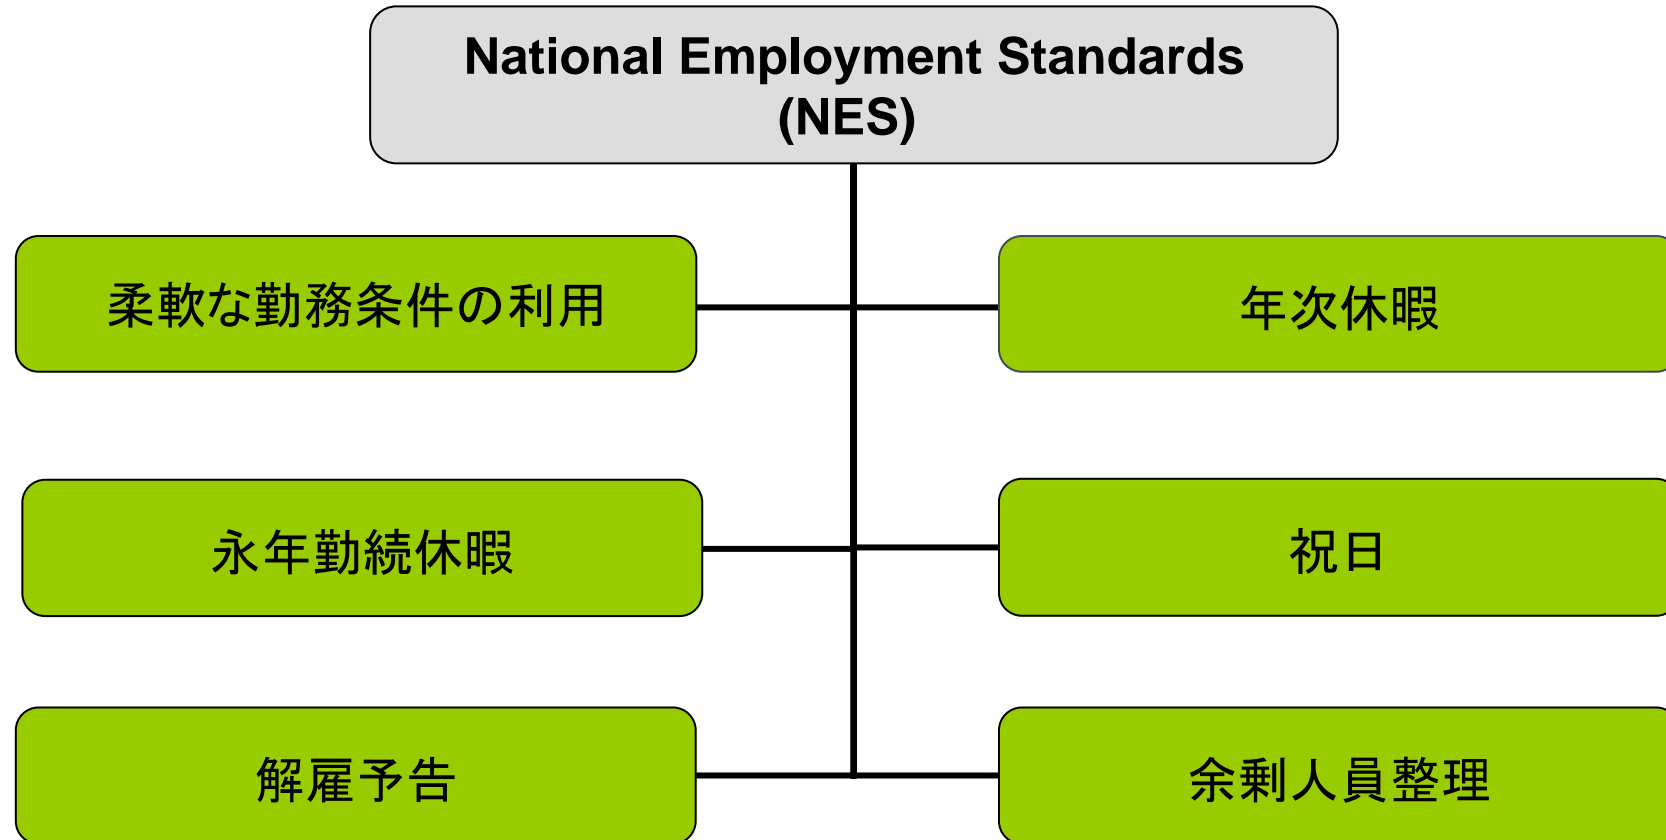 National Employment Standards
(NES)
柔軟な勤務条件の利用
年次休暇
永年勤続休暇
祝日
解雇予告
余剰人員整理